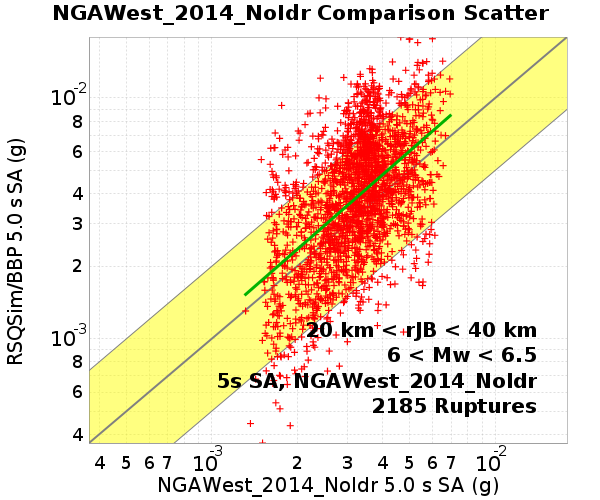 NGAWest_2014_NoIdr Comparison Scatter
RSQSim/BBP 5.0 s SA (g)
10⁻²
8
6
4
3
2
10⁻³
8
6
4
20 km < rJB < 40 km
6 < Mw < 6.5
5s SA, NGAWest_2014_NoIdr
2185 Ruptures
4 5 6 7 10⁻³ 2 3 4 5 6 7 10⁻²
NGAWest_2014_NoIdr 5.0 s SA (g)